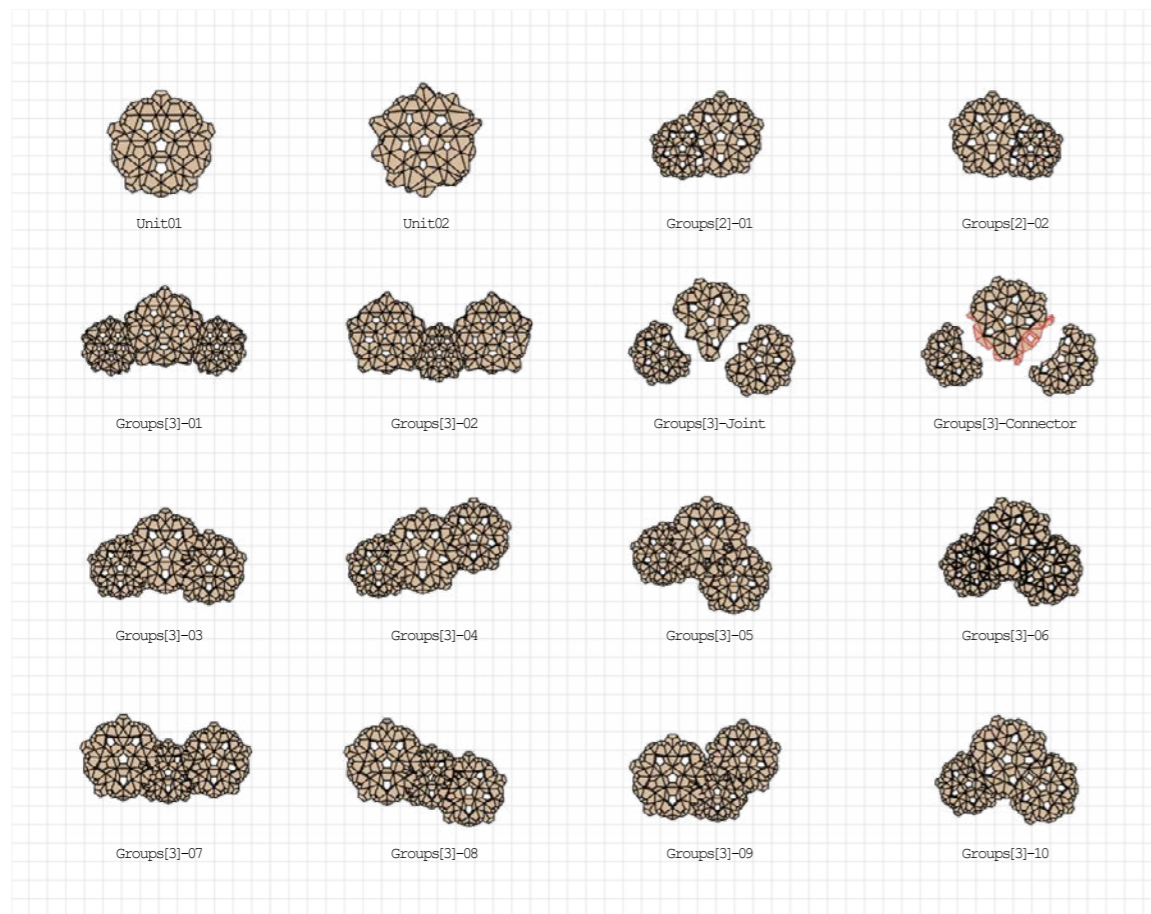 Unit01
Unit02
Groups[2]-01
Groups[2]-02
Groups[3]-01
Groups[3]-02
Groups[3]-Joint
Groups[3]-Connector
Groups[3]-03
Groups[3]-04
Groups[3]-05
Groups[3]-06
Groups[3]-07
Groups[3]-08
Groups[3]-09
Groups[3]-10